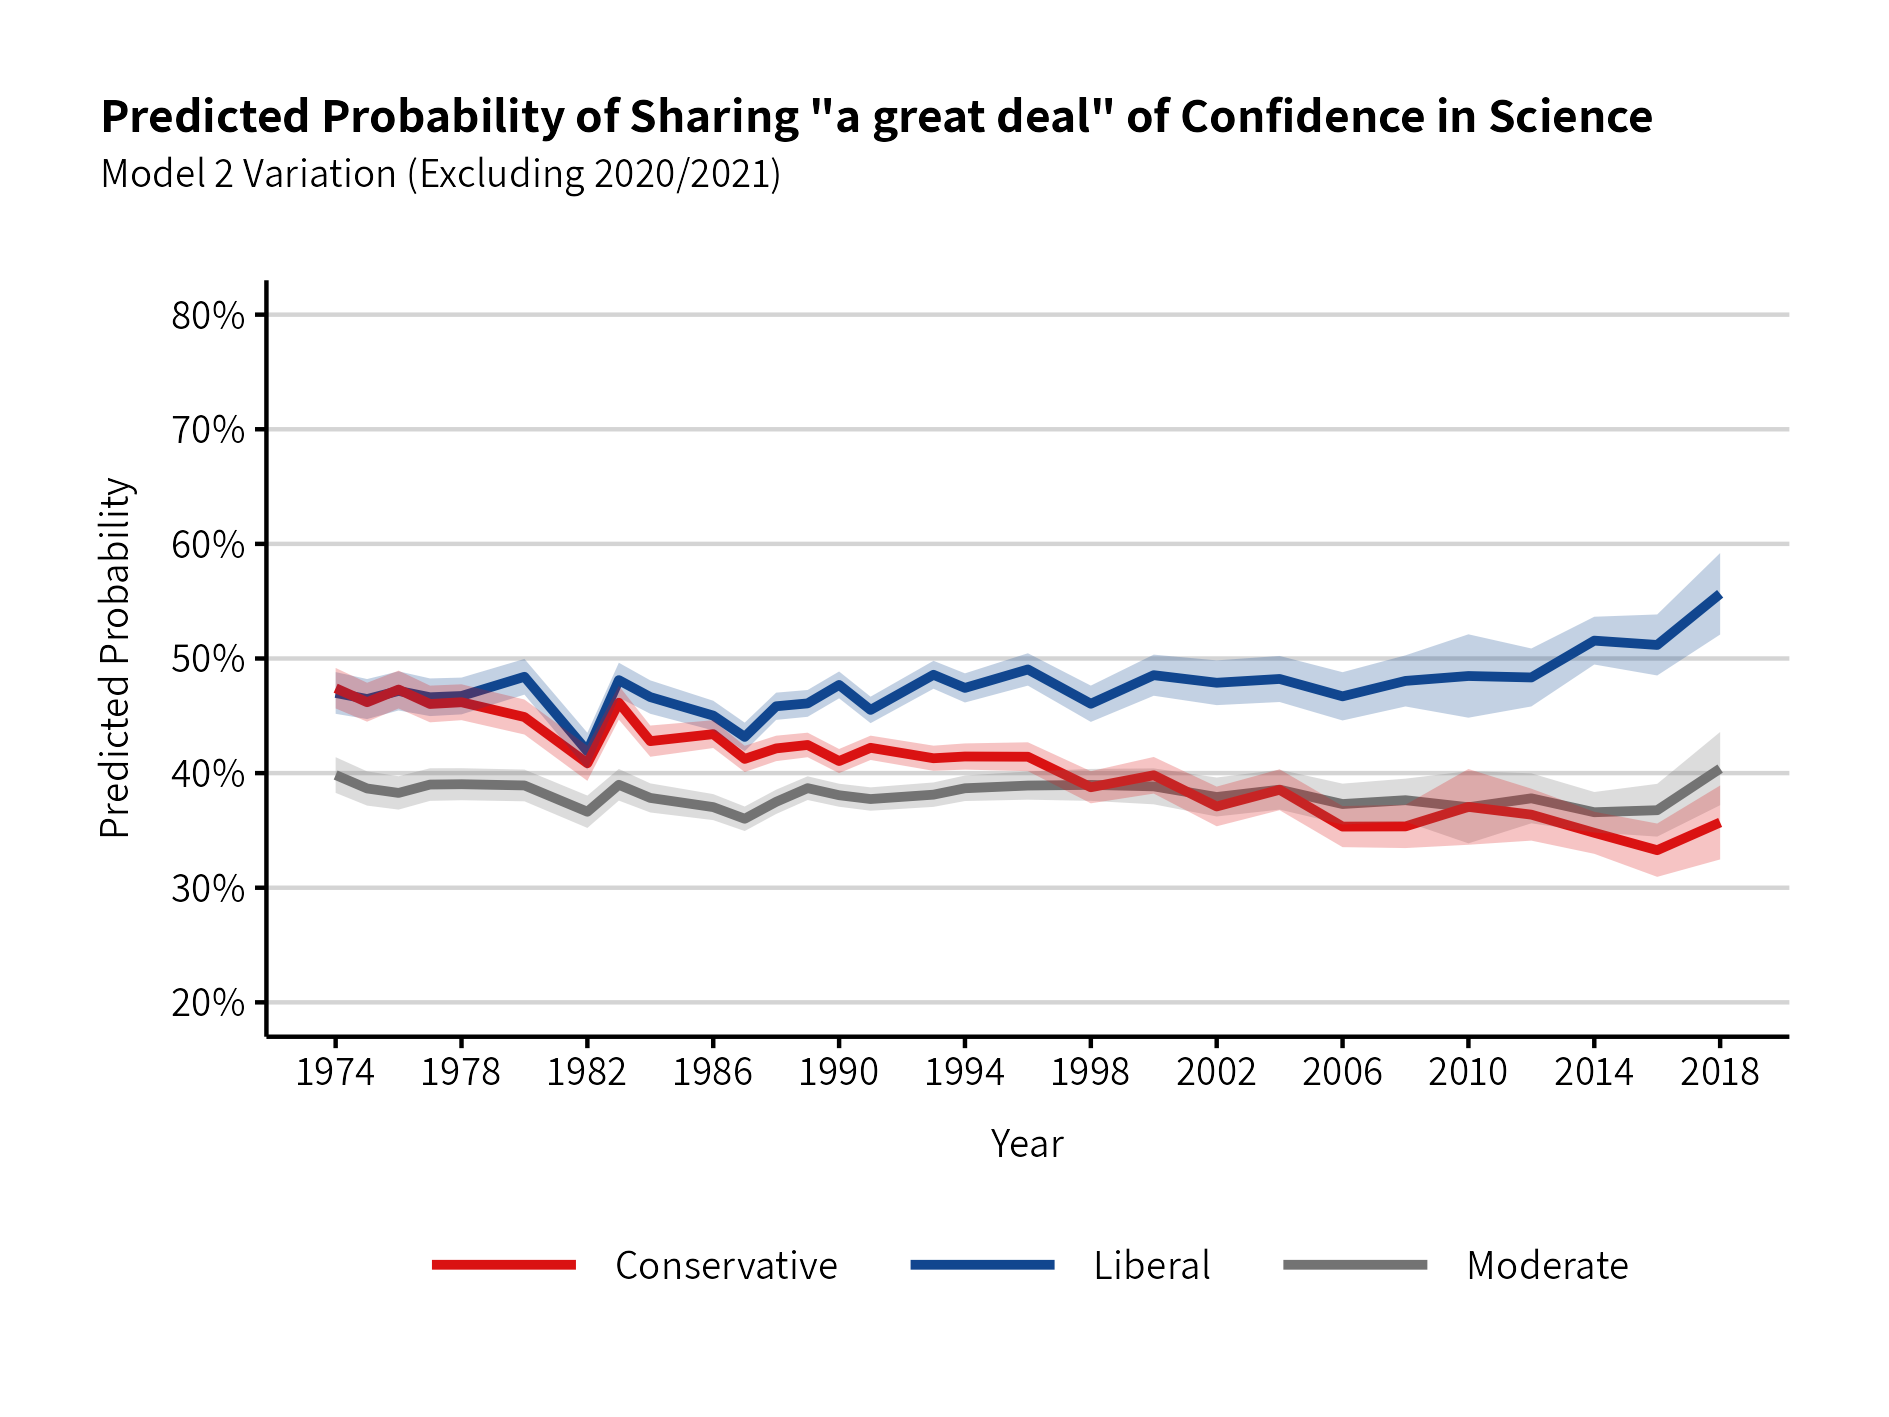 Predicted Probability of Sharing "a great deal" of Confidence in Science
Model 2 Variation (Excluding 2020/2021)
80%
70%
60%
50%
40%
30%
20%
Predicted Probability
1974 1978 1982 1986 1990 1994 1998 2002 2006 2010 2014 2018
Year
Conservative Liberal Moderate